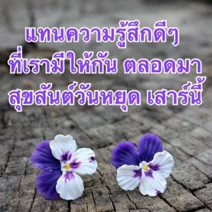 แทนความรู้สึกดีๆ
ที่เรามีให้กัน ตลอดมา
สุขสันต์วันหยุด เสาร์นี้